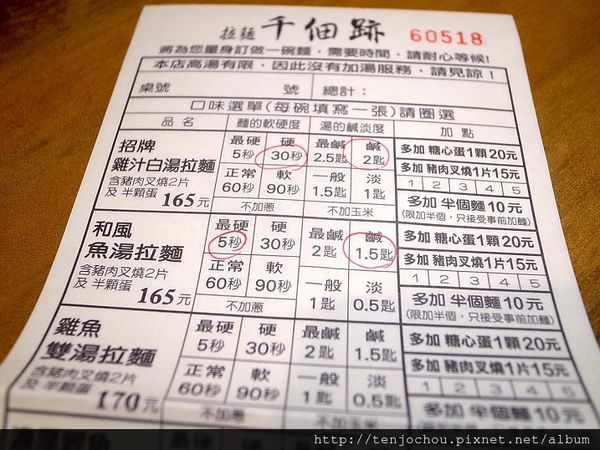 拉麵 千佃跡 60518
將為您量身訂做一碗麵，需要時間，請耐心等候！
本店高湯有限，因此沒有加湯服務，請見諒！
桌號 號 總計：
口味選單(每碗填寫一張)請圈選
品名 麵的軟硬度 湯的鹹淡度 加點
招牌
雞汁白湯拉麵
含豬肉叉燒2片
及半顆蛋 165元
最硬 5秒 硬 30秒 最鹹 2.5匙 鹹 2匙
正常 60秒 軟 90秒 一般 1.5匙 淡 1匙
不加蔥 不加玉米
多加 糖心蛋1顆20元
多加 豬肉叉燒1片15元
1 2 3 4 5
多加 半個麵 10元
(限加半個，只接受事前加麵)
和風
魚湯拉麵
含豬肉叉燒2片
及半顆蛋 165元
最硬 5秒 硬 30秒 最鹹 2匙 鹹 1.5匙
正常 60秒 軟 90秒 一般 1匙 淡 0.5匙
不加蔥
多加 糖心蛋1顆20元
多加 豬肉叉燒1片15元
1 2 3 4 5
多加 半個麵 10元
(限加半個，只接受事前加麵)
雞魚
雙湯拉麵
含豬肉叉燒2片
及半顆蛋 170元
最硬 5秒 硬 30秒 最鹹 2匙 鹹 1.5匙
正常 60秒 軟 90秒 一般 1匙 淡 0.5匙
不加蔥 不加玉米
多加 糖心蛋1顆20元
多加 豬肉叉燒1片15元
1 2 3 4 5
多加 半個麵 10元
http://tenjochou.pixnet.net/album